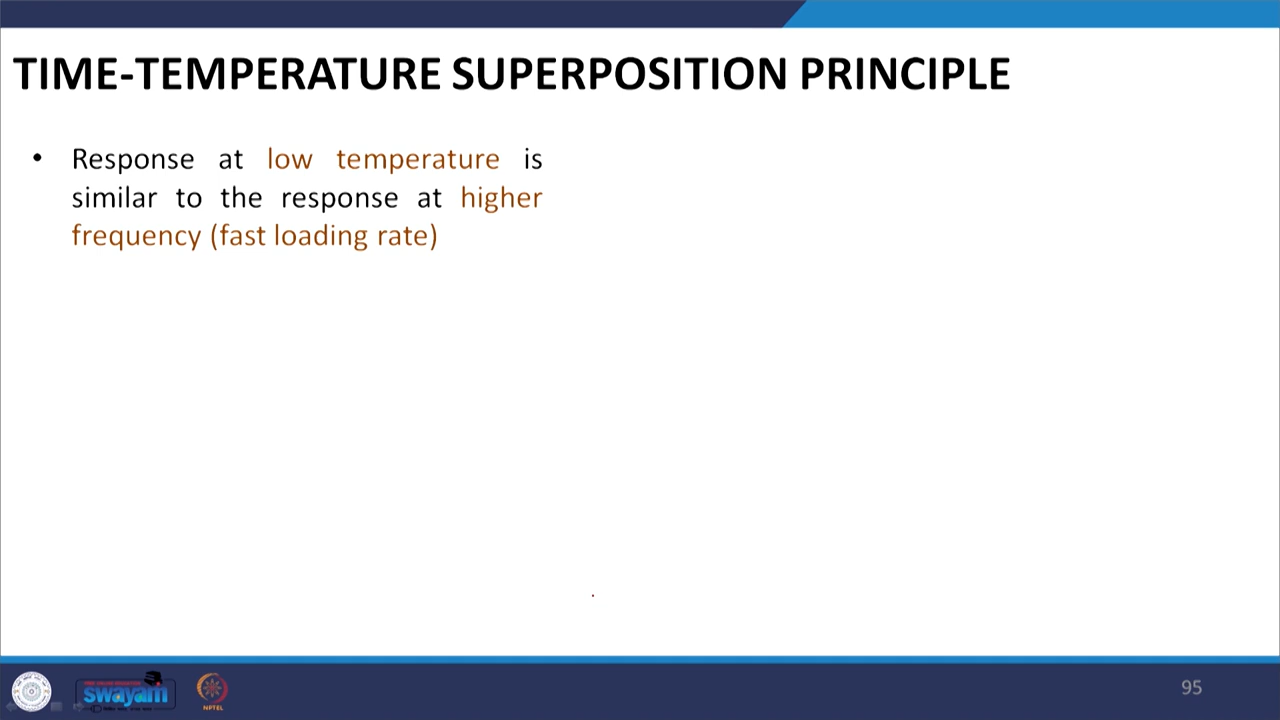 TIME-TEMPERATURE SUPERPOSITION PRINCIPLE
• Response at low temperature is
similar to the response at higher
frequency (fast loading rate)
swayam
NPTEL
95